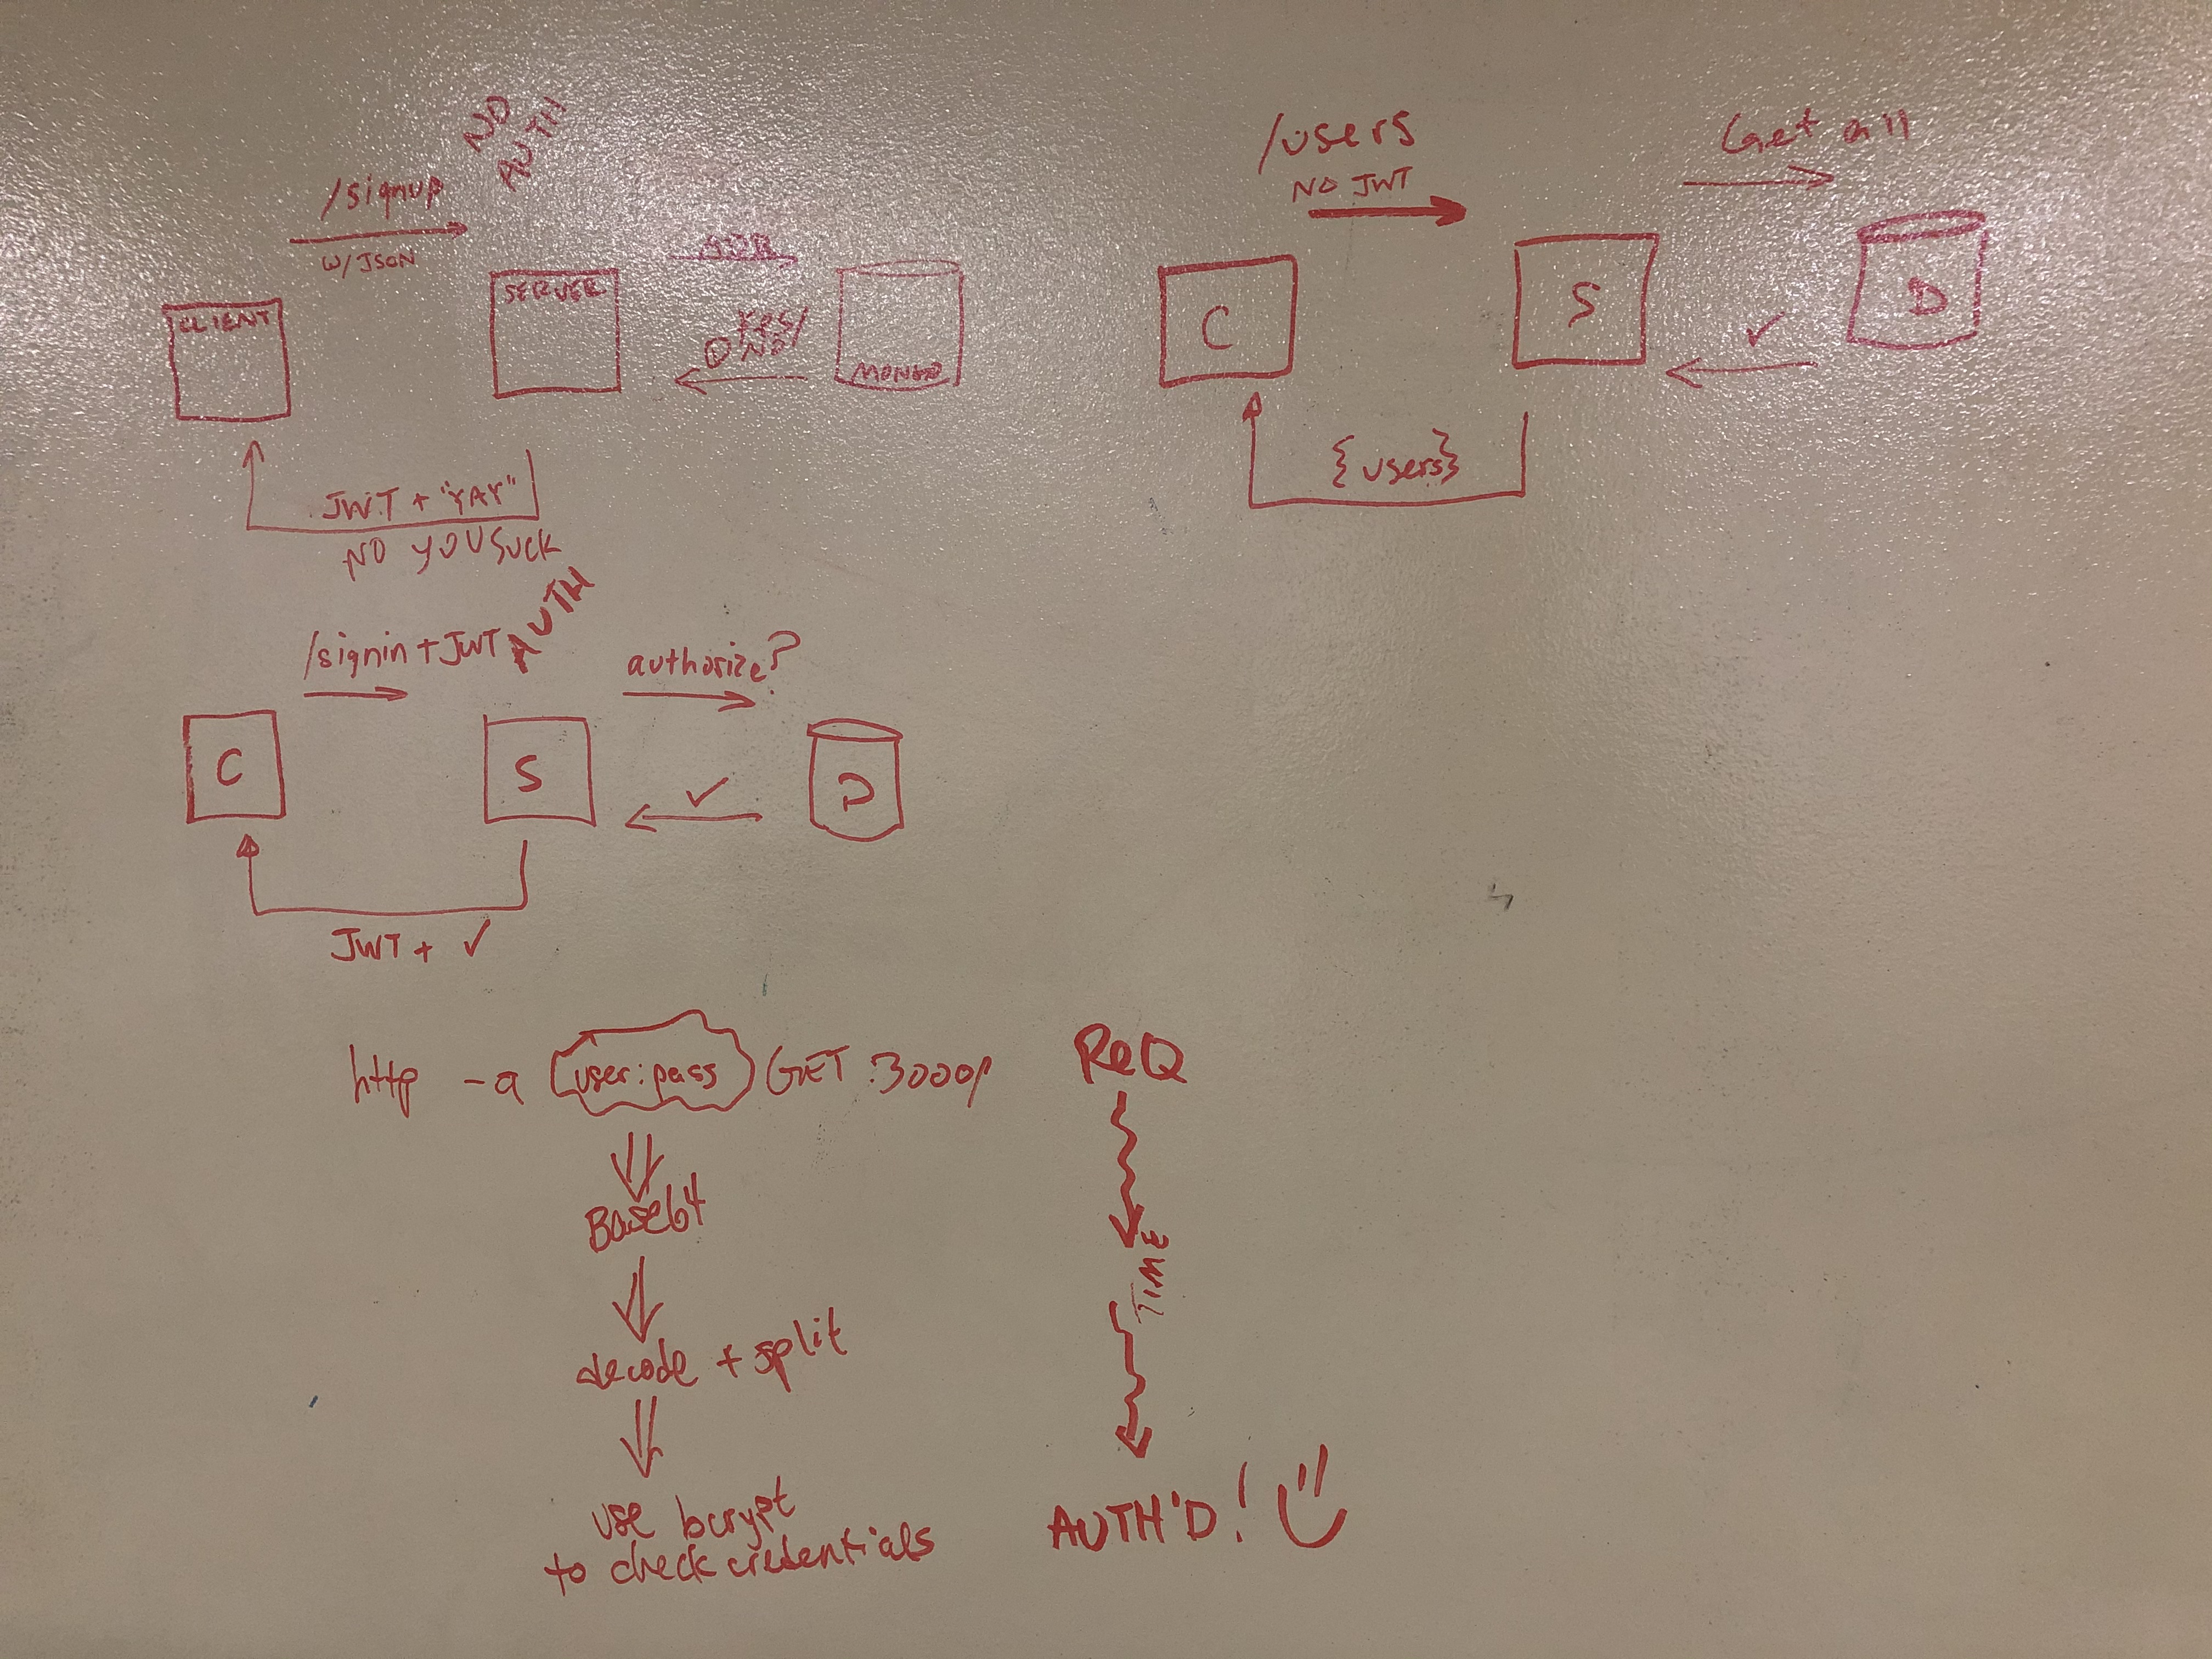 NO
AUTH
/signup
W/JSON
CLIENT
SERVER
Yes/
No
MONGO
JWT + "YAY"
NO YOU SUCK
/users
NO JWT
Get all
C
S
D
✓
{users}
/signin + JWT
AUTH
authorize?
C
S
D
✓
JWT + ✓
http -a user:pass GET :3000/
Base64
decode + split
use bcrypt
to check credentials
ReQ
TIME
AUTH'D!